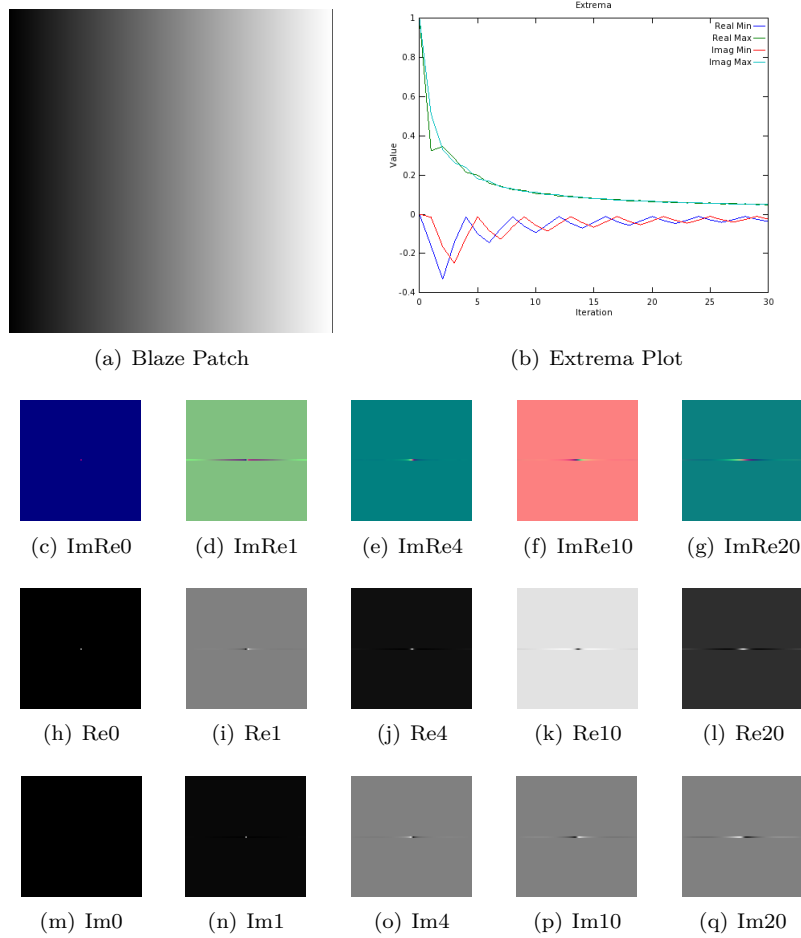 Extrema
Real Min
Real Max
Imag Min
Imag Max
1
0.8
0.6
0.4
0.2
0
-0.2
-0.4
Value
0 5 10 15 20 25 30
Iteration
(a) Blaze Patch
(b) Extrema Plot
(c) ImRe0
(d) ImRe1
(e) ImRe4
(f) ImRe10
(g) ImRe20
(h) Re0
(i) Re1
(j) Re4
(k) Re10
(l) Re20
(m) Im0
(n) Im1
(o) Im4
(p) Im10
(q) Im20